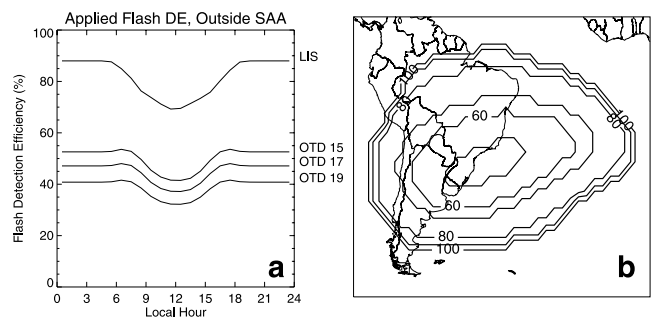 Applied Flash DE, Outside SAA
100
80
60
40
20
0
Flash Detection Efficiency (%)
LIS
OTD 15
OTD 17
OTD 19
a
0 3 6 9 12 15 18 21 24
Local Hour
100
60
60
80
100
b